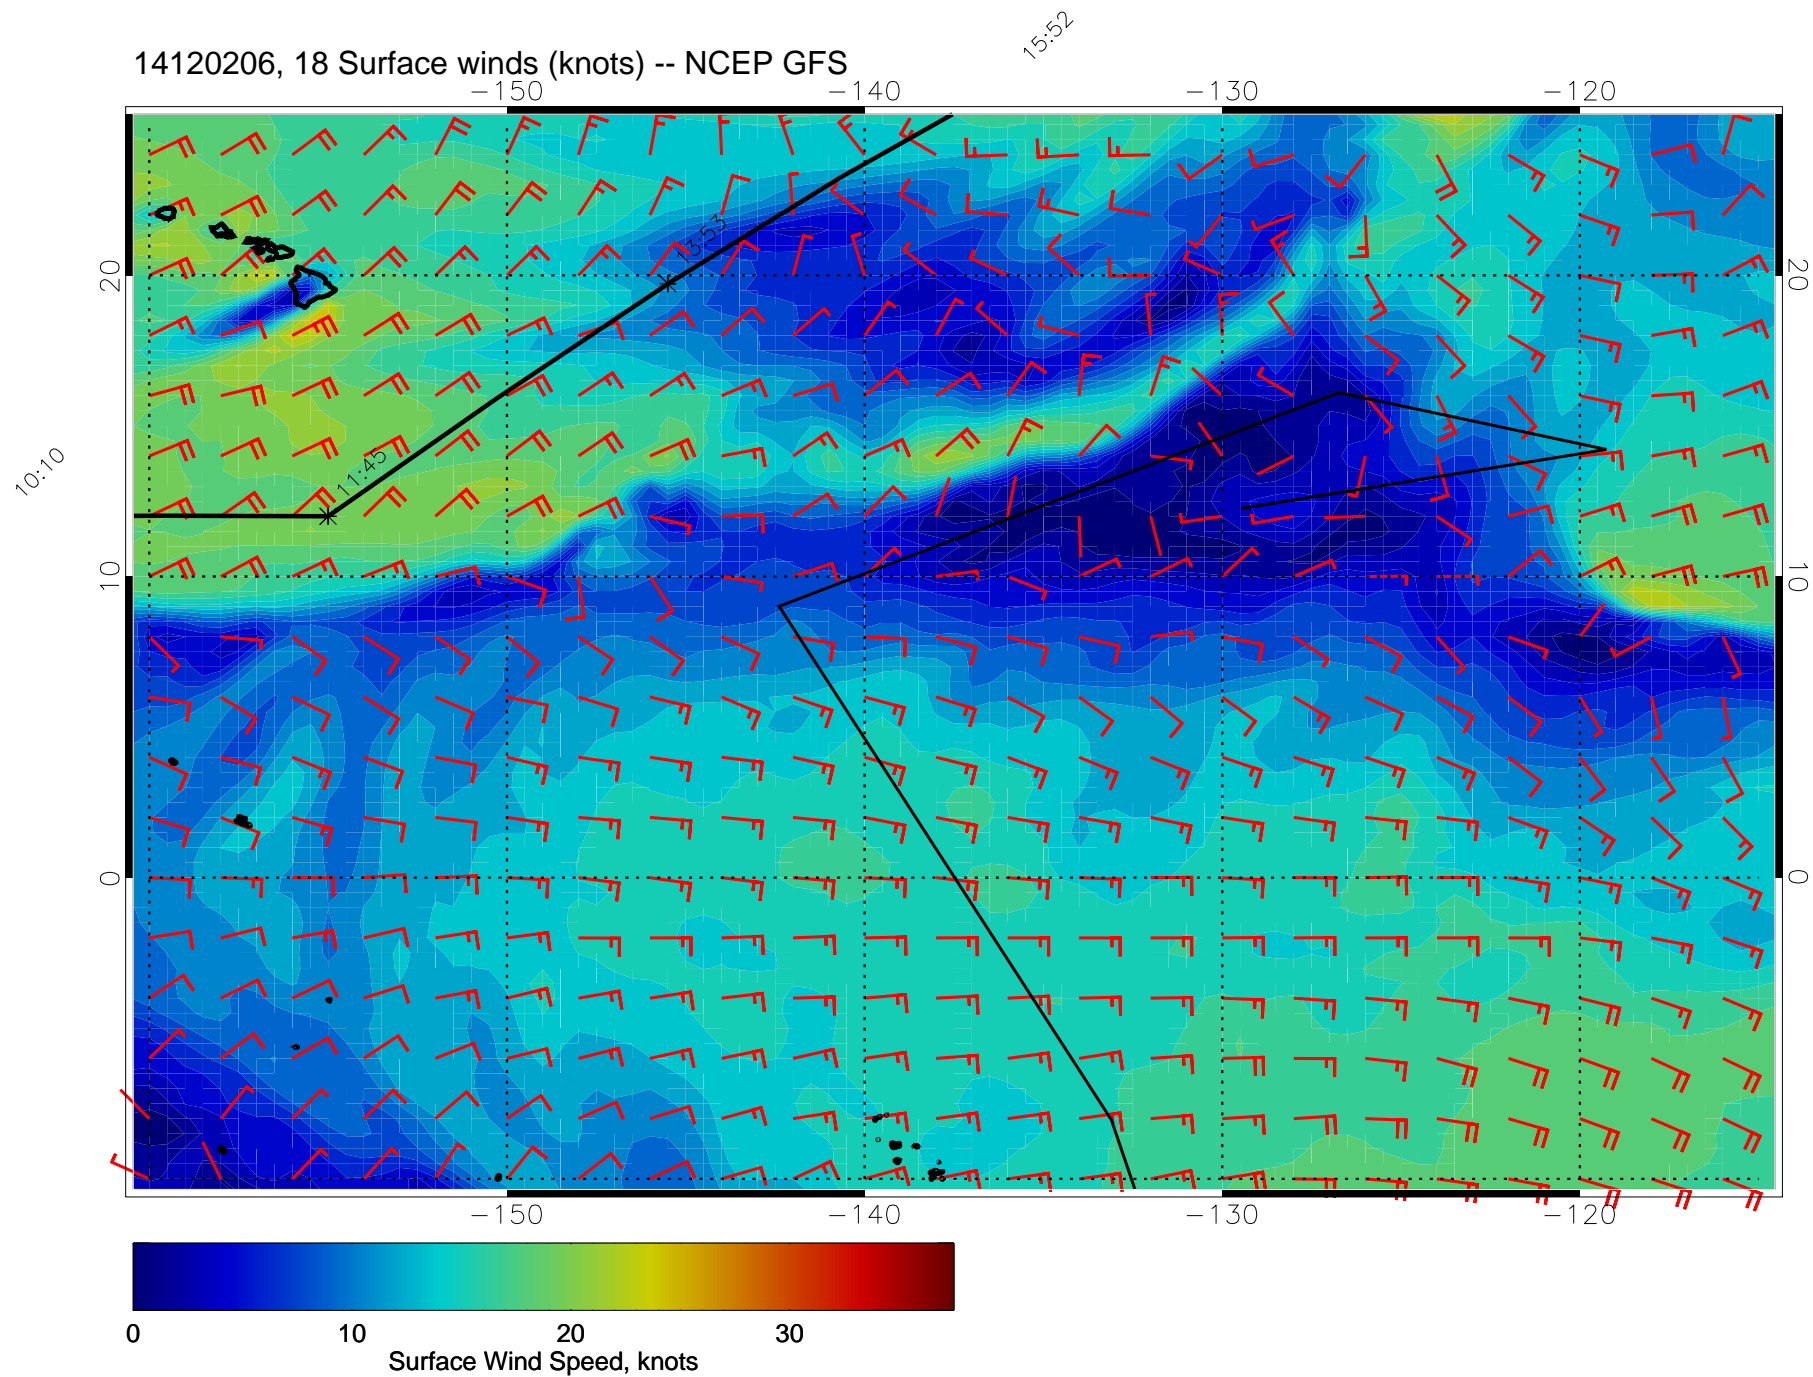 15:52
14120206, 18 Surface winds (knots) -- NCEP GFS
−150 −140 −130 −120
13:53
20 20
11:45
10:10
10 10
0 0
−150 −140 −130 −120
0 10 20 30
Surface Wind Speed, knots